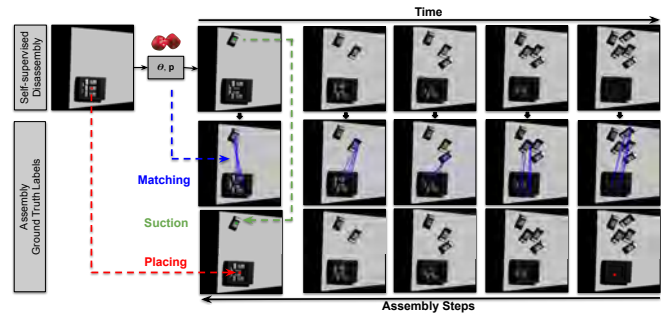 Time
Self-supervised
Disassembly
θ, p
Assembly
Ground Truth Labels
Matching
Suction
Placing
Assembly Steps